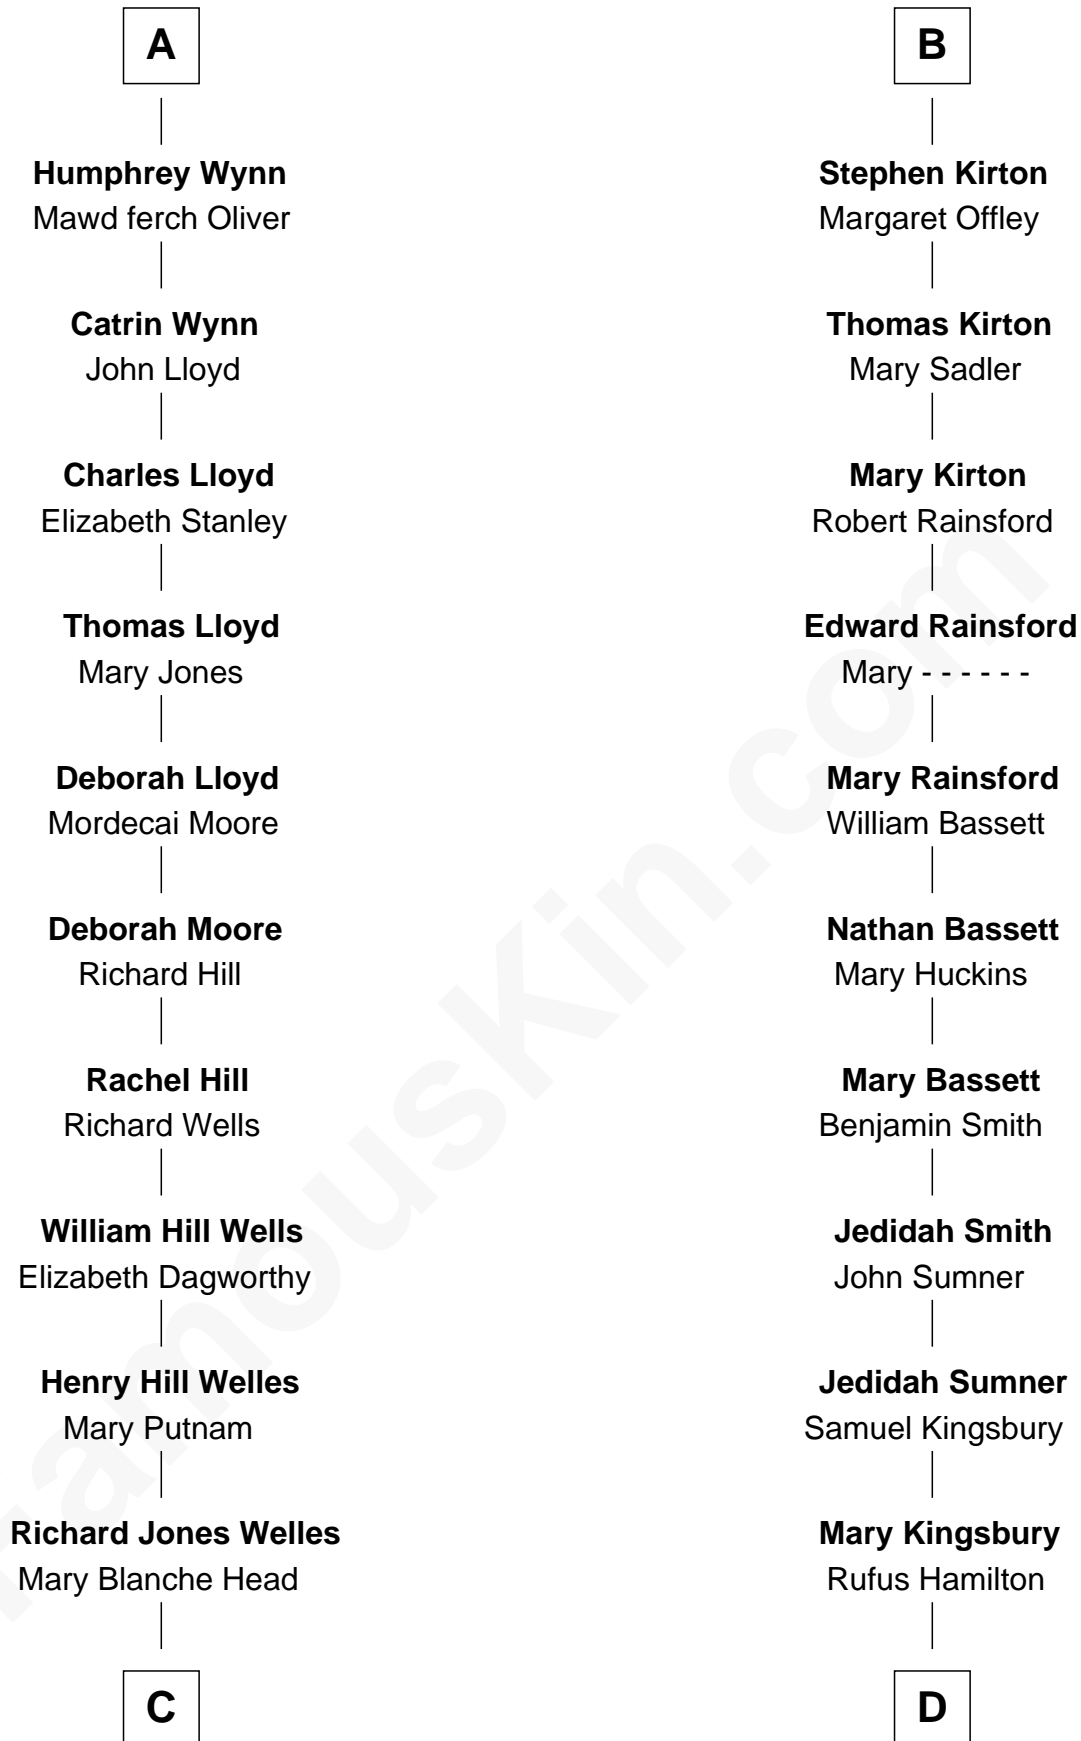 A
Humphrey Wynn
Mawd ferch Oliver
Catrin Wynn
John Lloyd
Charles Lloyd
Elizabeth Stanley
Thomas Lloyd
Mary Jones
Deborah Lloyd
Mordecai Moore
Deborah Moore
Richard Hill
Rachel Hill
Richard Wells
William Hill Wells
Elizabeth Dagworthy
Henry Hill Welles
Mary Putnam
Richard Jones Welles
Mary Blanche Head
C
B
Stephen Kirton
Margaret Offley
Thomas Kirton
Mary Sadler
Mary Kirton
Robert Rainsford
Edward Rainsford
Mary - - - - - -
Mary Rainsford
William Bassett
Nathan Bassett
Mary Huckins
Mary Bassett
Benjamin Smith
Jedidah Smith
John Sumner
Jedidah Sumner
Samuel Kingsbury
Mary Kingsbury
Rufus Hamilton
D
FamousKin.com